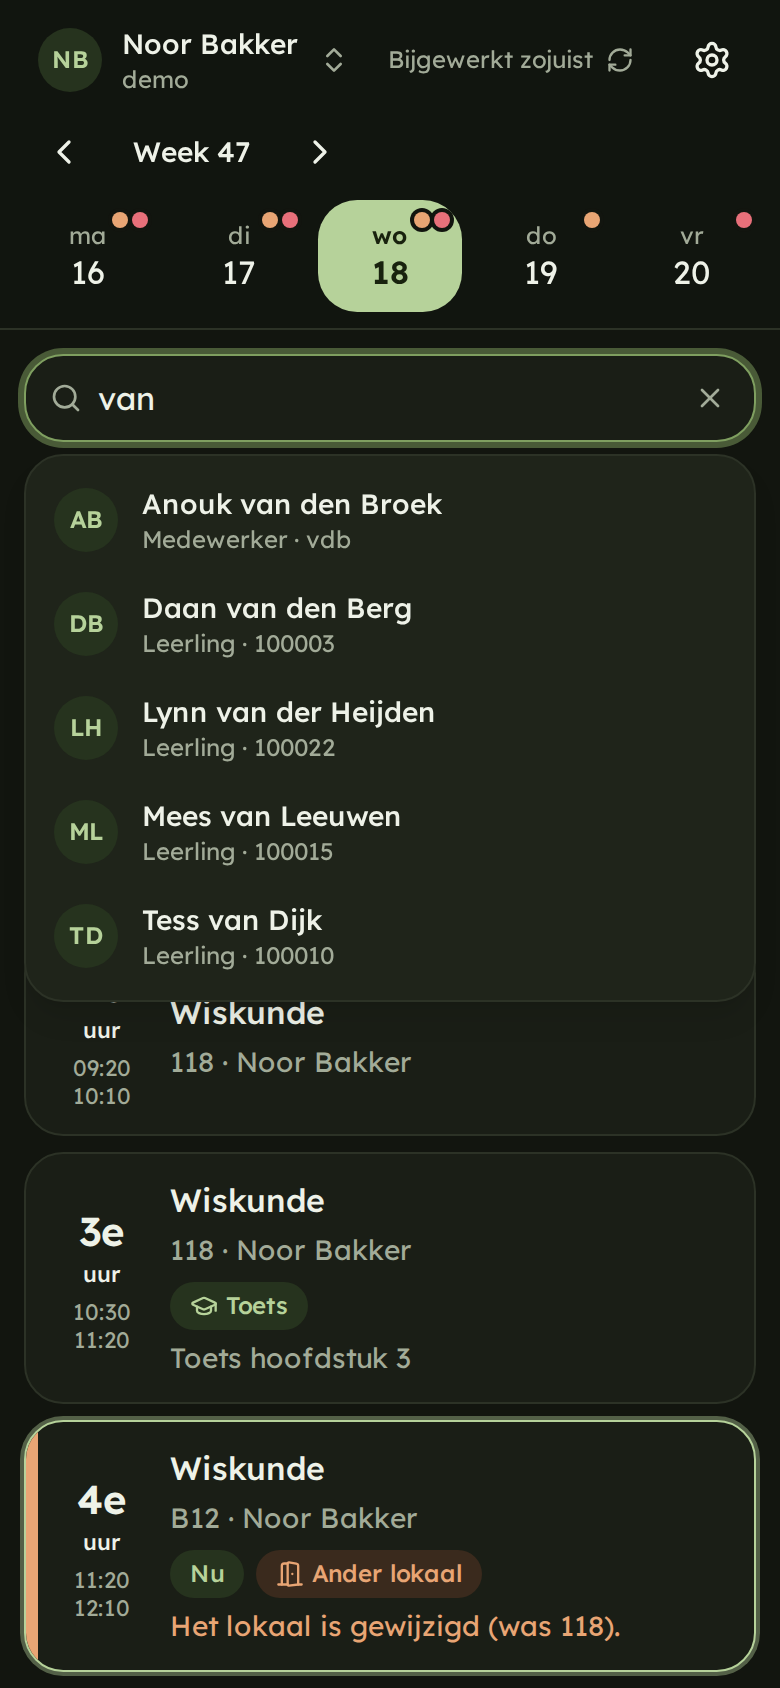 NB
Noor Bakker
demo
Bijgewerkt zojuist
Week 47
ma
16
di
17
wo
18
do
19
vr
20
van
AB
Anouk van den Broek
Medewerker · vdb
DB
Daan van den Berg
Leerling · 100003
LH
Lynn van der Heijden
Leerling · 100022
ML
Mees van Leeuwen
Leerling · 100015
TD
Tess van Dijk
Leerling · 100010
uur
09:20
10:10
Wiskunde
118 · Noor Bakker
3e
uur
10:30
11:20
Wiskunde
118 · Noor Bakker
Toets
Toets hoofdstuk 3
4e
uur
11:20
12:10
Wiskunde
B12 · Noor Bakker
Nu
Ander lokaal
Het lokaal is gewijzigd (was 118).